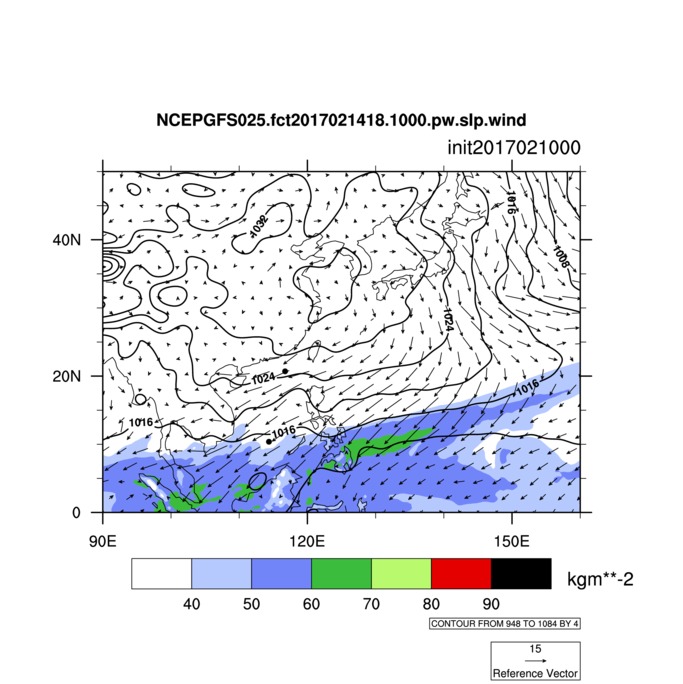 NCEPGFS025.fct2017021418.1000.pw.slp.wind
init2017021000
1032
1016
1008
40N
1024
1024
20N
1016
1016
1016
0
90E 120E 150E
kgm**-2
40 50 60 70 80 90
CONTOUR FROM 948 TO 1084 BY 4
15
Reference Vector